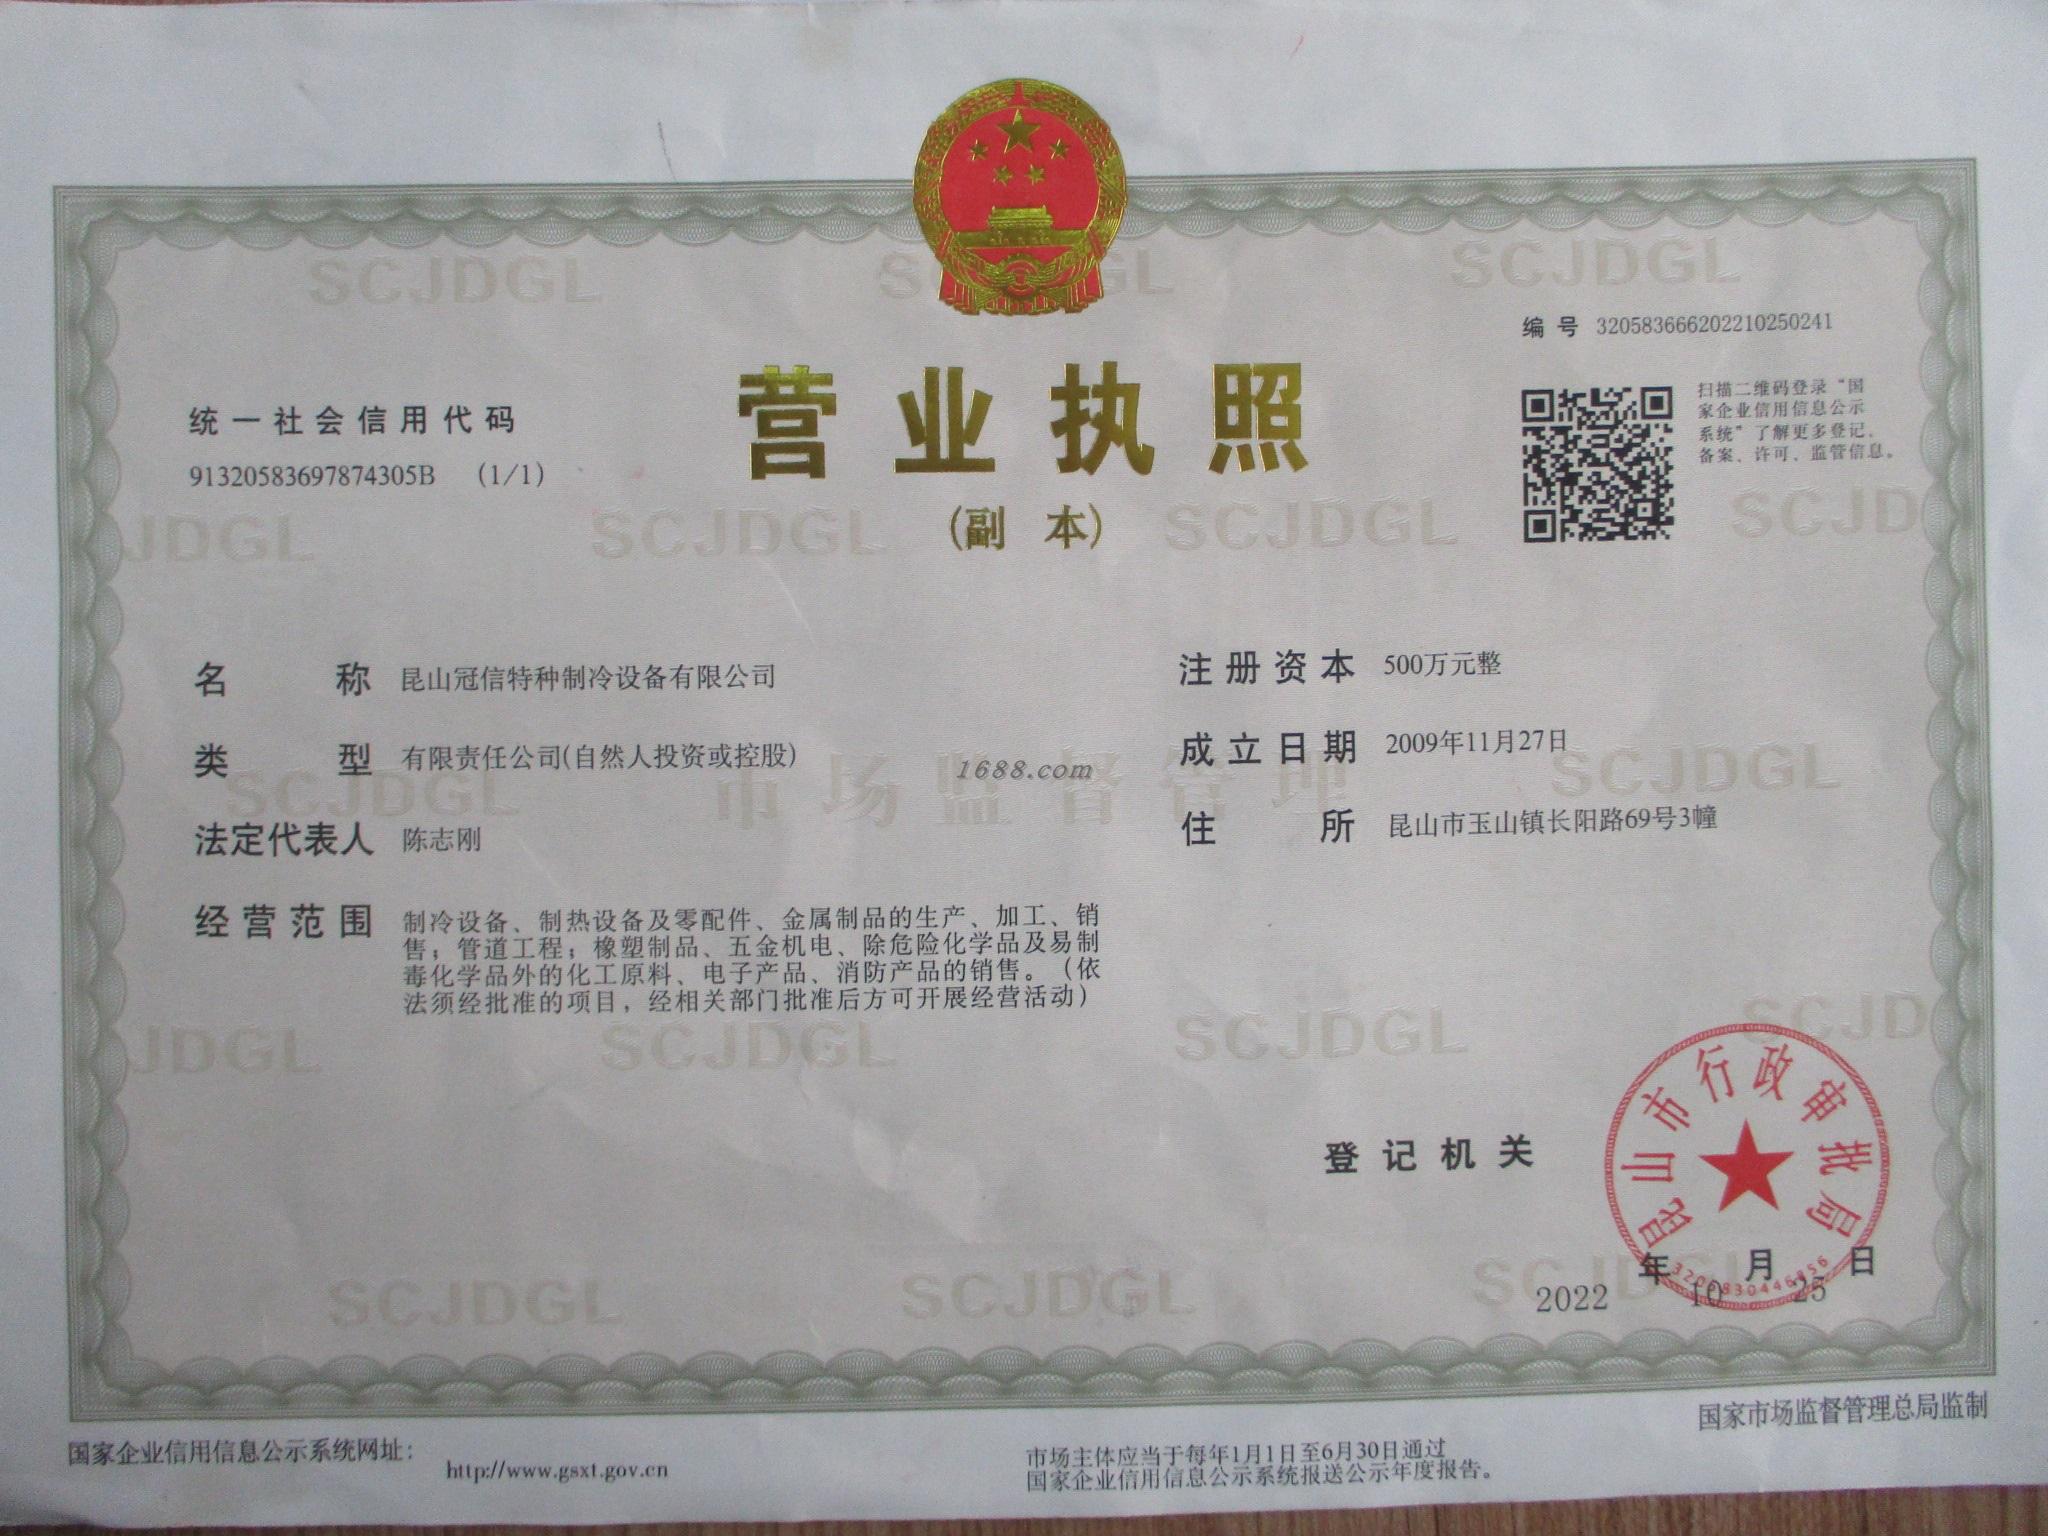 编号 320583666202210250241
统一社会信用代码
91320583697874305B (1/1)
营业执照
(副 本)
扫描二维码登录“国
家企业信用信息公示
系统”了解更多登记、
备案、许可、监管信息。
名称 昆山冠信特种制冷设备有限公司
注册资本 500万元整
类型 有限责任公司(自然人投资或控股)
成立日期 2009年11月27日
1688.com
市场监督管理
法定代表人 陈志刚
住所 昆山市玉山镇长阳路69号3幢
经营范围 制冷设备、制热设备及零配件、金属制品的生产、加工、销
售；管道工程；橡塑制品、五金机电、除危险化学品及易制
毒化学品外的化工原料、电子产品、消防产品的销售。（依
法须经批准的项目，经相关部门批准后方可开展经营活动）
SCJDGL
登记机关
昆山市行政审批局
2022年10月25日
国家企业信用信息公示系统网址：
http://www.gsxt.gov.cn
市场主体应当于每年1月1日至6月30日通过
国家企业信用信息公示系统报送公示年度报告。
国家市场监督管理总局监制